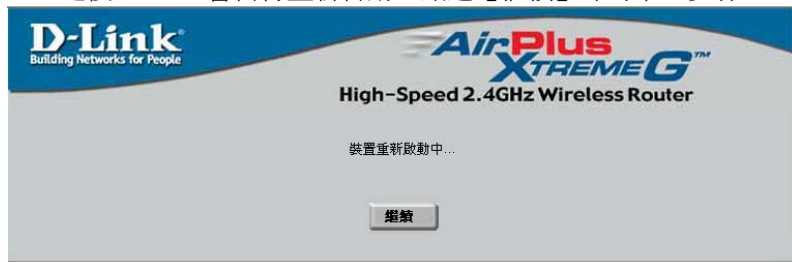 D-Link
Building Networks for People
AirPlus
XTREME G™
High-Speed 2.4GHz Wireless Router
裝置重新啟動中...
繼續